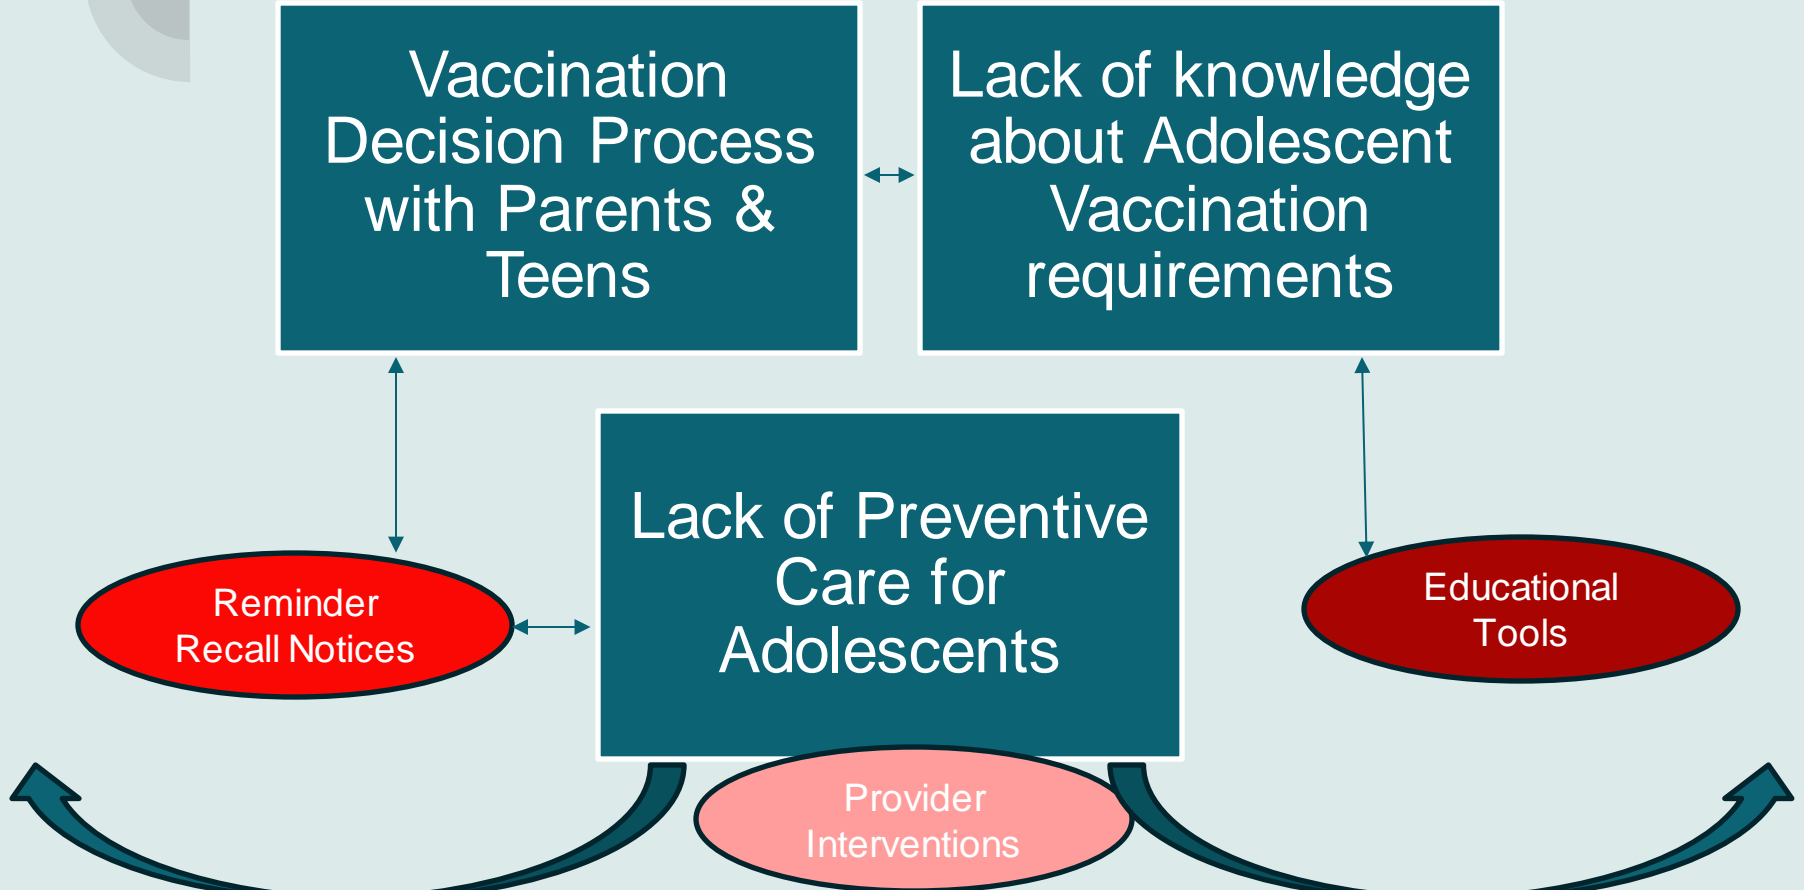 Vaccination
Decision Process
with Parents &
Teens
Lack of knowledge
about Adolescent
Vaccination
requirements
Lack of Preventive
Care for
Adolescents
Reminder
Recall Notices
Educational
Tools
Provider
Interventions